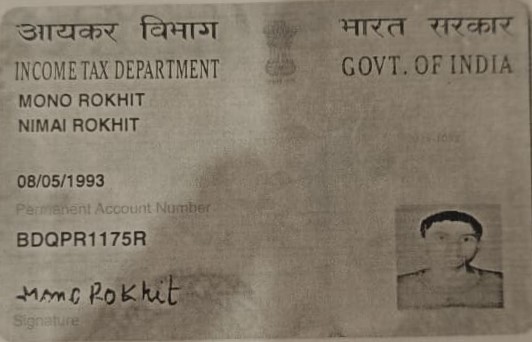 आयकर विभाग
भारत सरकार
INCOME TAX DEPARTMENT
GOVT. OF INDIA
MONO ROKHIT
NIMAI ROKHIT
08/05/1993
Permanent Account Number
BDQPR1175R
Mono Rokhit
Signature